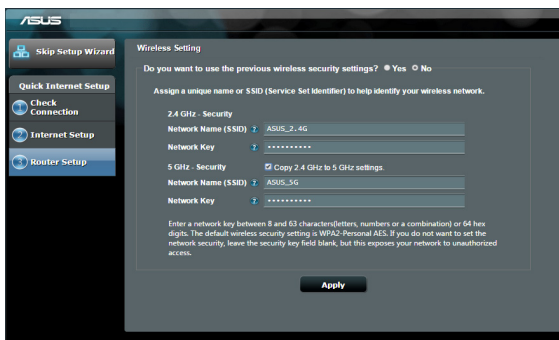 ASUS
Skip Setup Wizard
Quick Internet Setup
1 Check
Connection
2 Internet Setup
3 Router Setup
Wireless Setting
Do you want to use the previous wireless security settings? Yes No
Assign a unique name or SSID (Service Set Identifier) to help identify your wireless network.
2.4 GHz - Security
Network Name (SSID) ? ASUS_2.4G
Network Key ? ••••••••••
5 GHz - Security Copy 2.4 GHz to 5 GHz settings.
Network Name (SSID) ? ASUS_5G
Network Key ? ••••••••••
Enter a network key between 8 and 63 characters(letters, numbers or a combination) or 64 hex
digits. The default wireless security setting is WPA2-Personal AES. If you do not want to set the
network security, leave the security key field blank, but this exposes your network to unauthorized
access.
Apply